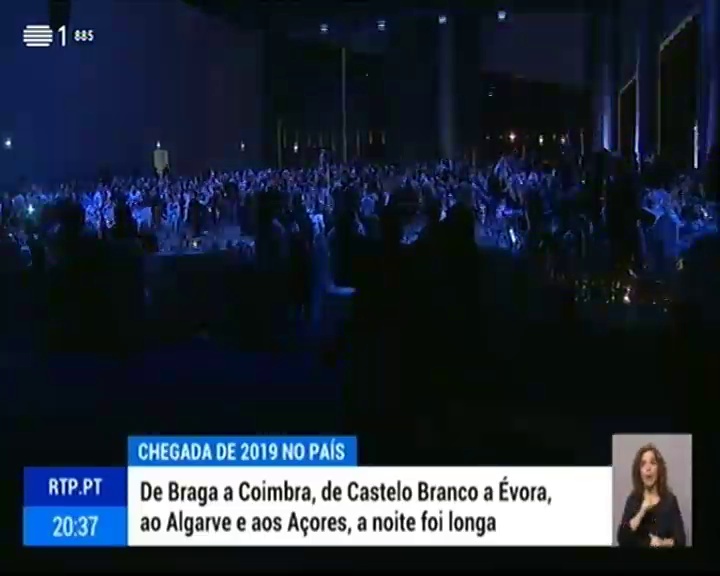 1 885
CHEGADA DE 2019 NO PAÍS
RTP.PT
De Braga a Coimbra, de Castelo Branco a Évora,
20:37
ao Algarve e aos Açores, a noite foi longa